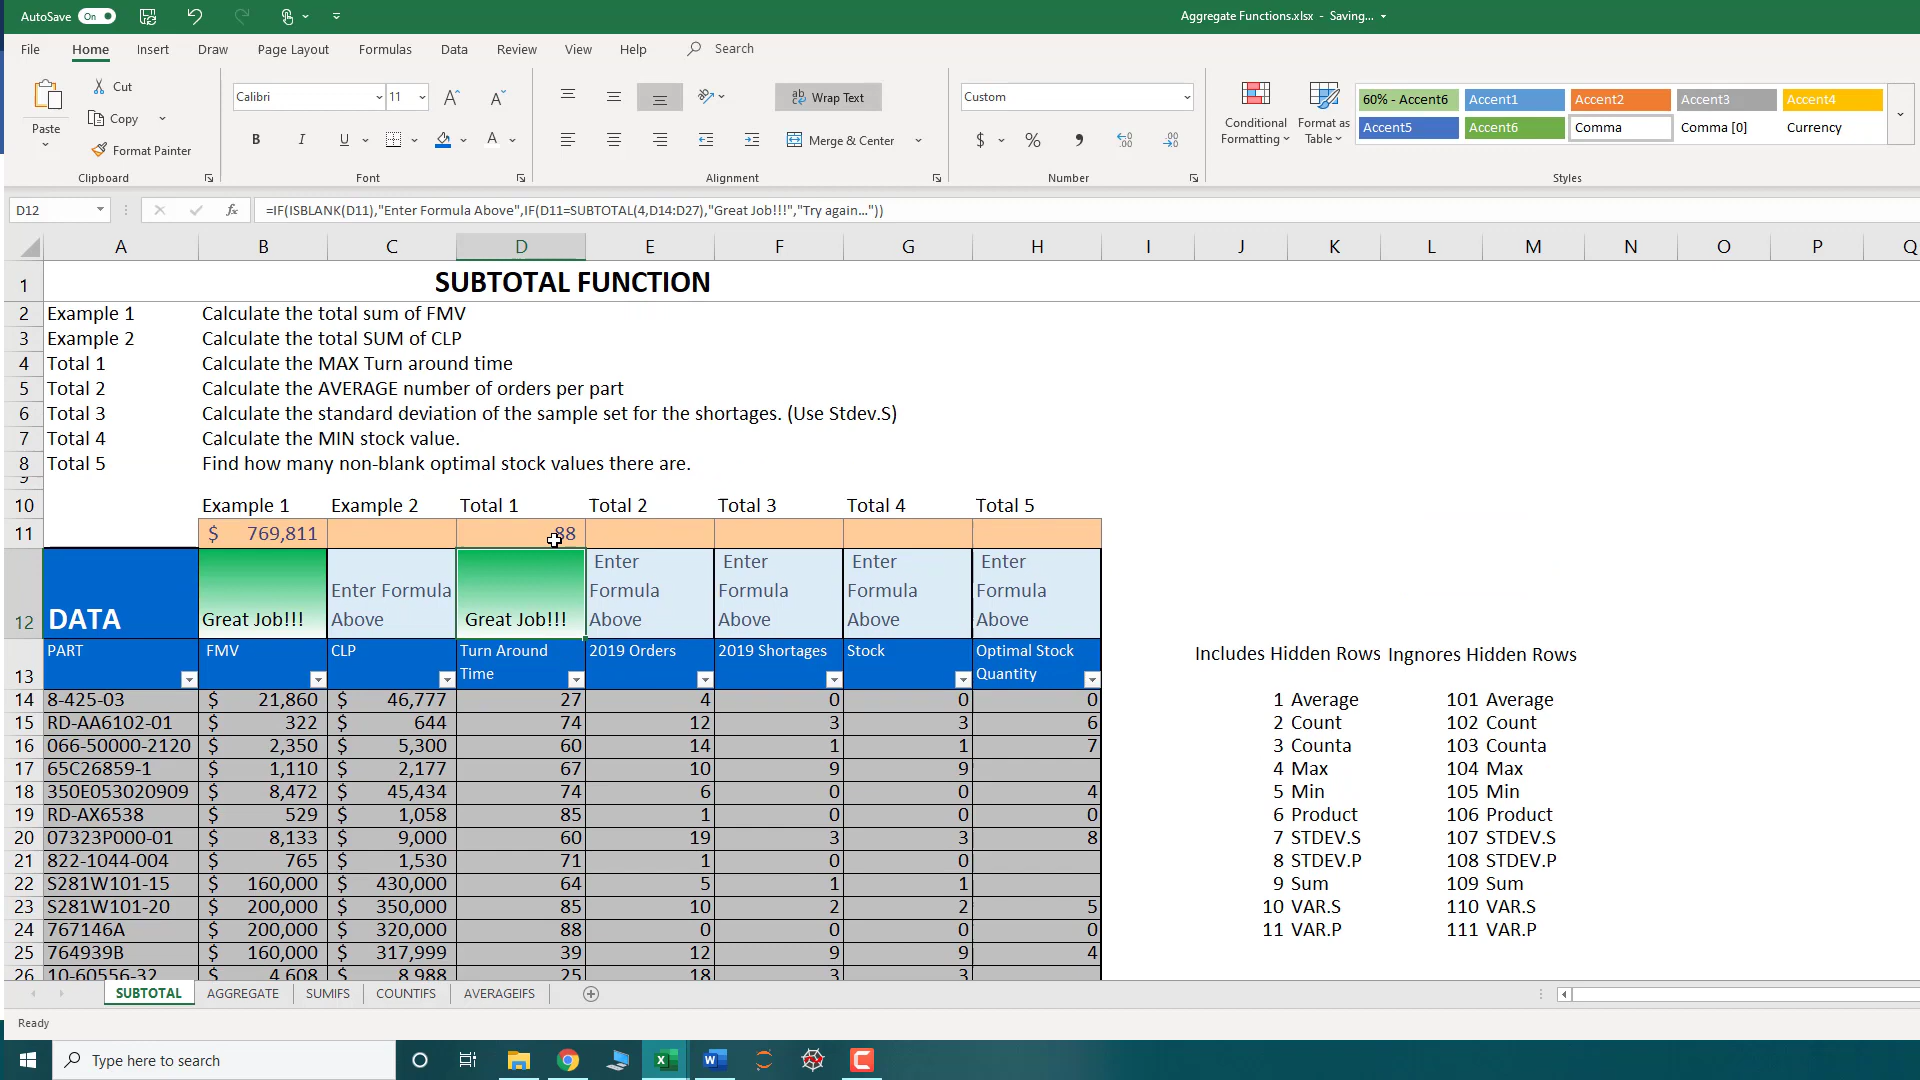 AutoSave On
Aggregate Functions.xlsx - Saving...
File Home Insert Draw Page Layout Formulas Data Review View Help Search
Paste
Cut
Copy
Format Painter
Clipboard
Calibri 11
B I U A
Font
ab Wrap Text
Merge & Center
Alignment
Custom
$ % 9
Number
Conditional Formatting
Format as Table
60% - Accent6 Accent1 Accent2 Accent3 Accent4
Accent5 Accent6 Comma Comma [0] Currency
Styles
D12 fx =IF(ISBLANK(D11),"Enter Formula Above",IF(D11=SUBTOTAL(4,D14:D27),"Great Job!!!","Try again..."))
A B C D E F G H I J K L M N O P Q
1 SUBTOTAL FUNCTION
2 Example 1 Calculate the total sum of FMV
3 Example 2 Calculate the total SUM of CLP
4 Total 1 Calculate the MAX Turn around time
5 Total 2 Calculate the AVERAGE number of orders per part
6 Total 3 Calculate the standard deviation of the sample set for the shortages. (Use Stdev.S)
7 Total 4 Calculate the MIN stock value.
8 Total 5 Find how many non-blank optimal stock values there are.
9
10 Example 1 Example 2 Total 1 Total 2 Total 3 Total 4 Total 5
11 $ 769,811 88
12 DATA Great Job!!! Enter Formula Above Great Job!!! Enter Formula Above Enter Formula Above Enter Formula Above Enter Formula Above
13 PART FMV CLP Turn Around Time 2019 Orders 2019 Shortages Stock Optimal Stock Quantity
Includes Hidden Rows Ingnores Hidden Rows
14 8-425-03 $ 21,860 $ 46,777 27 4 0 0 0 1 Average 101 Average
15 RD-AA6102-01 $ 322 $ 644 74 12 3 3 6 2 Count 102 Count
16 066-50000-2120 $ 2,350 $ 5,300 60 14 1 1 7 3 Counta 103 Counta
17 65C26859-1 $ 1,110 $ 2,177 67 10 9 9 4 Max 104 Max
18 350E053020909 $ 8,472 $ 45,434 74 6 0 0 4 5 Min 105 Min
19 RD-AX6538 $ 529 $ 1,058 85 1 0 0 0 6 Product 106 Product
20 07323P000-01 $ 8,133 $ 9,000 60 19 3 3 8 7 STDEV.S 107 STDEV.S
21 822-1044-004 $ 765 $ 1,530 71 1 0 0 8 STDEV.P 108 STDEV.P
22 S281W101-15 $ 160,000 $ 430,000 64 5 1 1 9 Sum 109 Sum
23 S281W101-20 $ 200,000 $ 350,000 85 10 2 2 5 10 VAR.S 110 VAR.S
24 767146A $ 200,000 $ 320,000 88 0 0 0 0 11 VAR.P 111 VAR.P
25 764939B $ 160,000 $ 317,999 39 12 9 9 4
26 10-60556-32 $ 4,608 $ 8,988 25 18 3 3
SUBTOTAL AGGREGATE SUMIFS COUNTIFS AVERAGEIFS
Ready
Type here to search